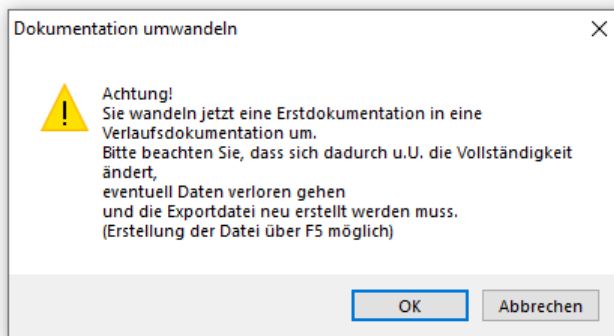 Dokumentation umwandeln
Achtung!
Sie wandeln jetzt eine Erstdokumentation in eine
Verlaufsdokumentation um.
Bitte beachten Sie, dass sich dadurch u.U. die Vollständigkeit
ändert,
eventuell Daten verloren gehen
und die Exportdatei neu erstellt werden muss.
(Erstellung der Datei über F5 möglich)
OK
Abbrechen